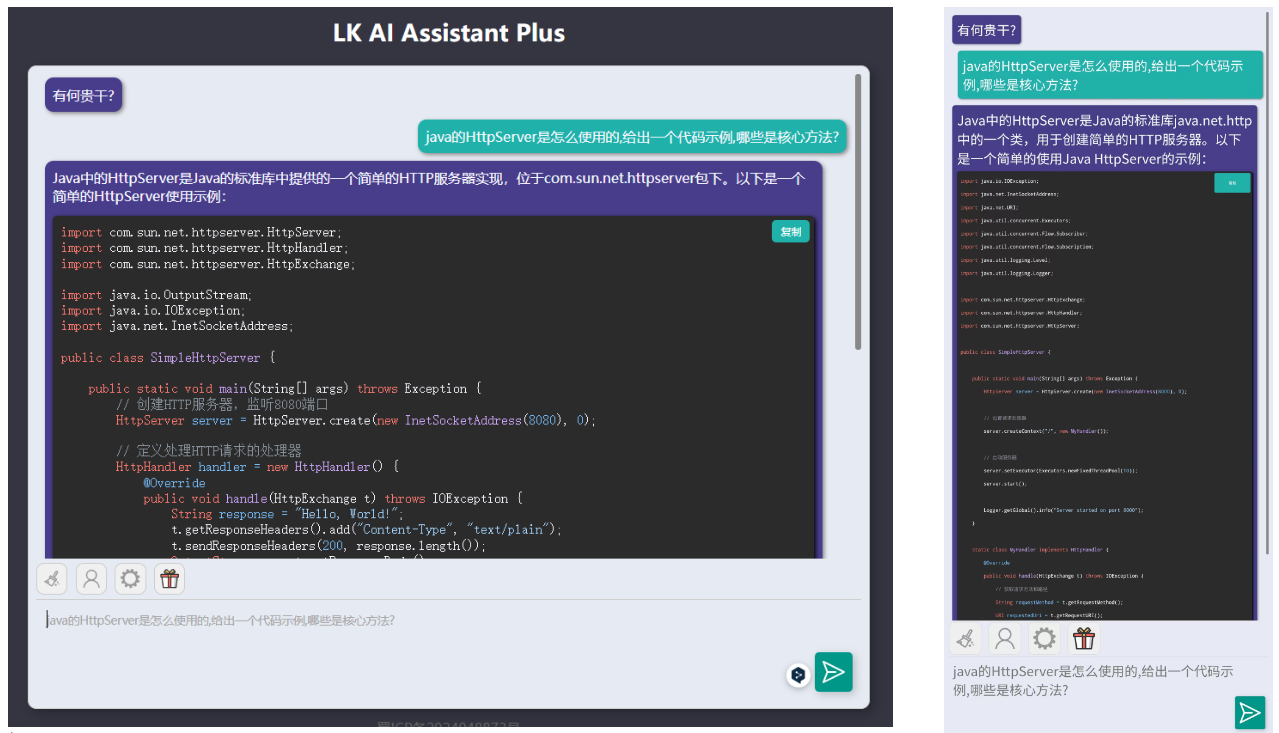 LK AI Assistant Plus
有何贵干?
java的HttpServer是怎么使用的,给出一个代码示例,哪些是核心方法?
Java中的HttpServer是Java的标准库中提供的一个简单的HTTP服务器实现，位于com.sun.net.httpserver包下。以下是一个
简单的HttpServer使用示例：
复制
import com.sun.net.httpserver.HttpServer;
import com.sun.net.httpserver.HttpHandler;
import com.sun.net.httpserver.HttpExchange;
import java.io.OutputStream;
import java.io.IOException;
import java.net.InetSocketAddress;
public class SimpleHttpServer {
public static void main(String[] args) throws Exception {
// 创建HTTP服务器，监听8080端口
HttpServer server = HttpServer.create(new InetSocketAddress(8080), 0);
// 定义处理HTTP请求的处理器
HttpHandler handler = new HttpHandler() {
@Override
public void handle(HttpExchange t) throws IOException {
String response = "Hello, World!";
t.getResponseHeaders().add("Content-Type", "text/plain");
t.sendResponseHeaders(200, response.length());
java的HttpServer是怎么使用的,给出一个代码示例,哪些是核心方法?
有何贵干?
java的HttpServer是怎么使用的,给出一个代码示
例,哪些是核心方法?
Java中的HttpServer是Java的标准库java.net.http
中的一个类，用于创建简单的HTTP服务器。以下
是一个简单的使用Java HttpServer的示例：
import java.io.IOException;
import java.net.InetSocketAddress;
import java.net.URI;
import java.util.concurrent.Executors;
import java.util.concurrent.Flow.Subscriber;
import java.util.concurrent.Flow.Subscription;
import java.util.logging.Level;
import java.util.logging.Logger;
import com.sun.net.httpserver.HttpExchange;
import com.sun.net.httpserver.HttpHandler;
import com.sun.net.httpserver.HttpServer;
public class SimpleHttpServer {
public static void main(String[] args) throws Exception {
HttpServer server = HttpServer.create(new InetSocketAddress(8000), 0);
server.createContext("/", new MyHandler());
server.setExecutor(Executors.newFixedThreadPool(10));
server.start();
Logger.getGlobal().info("Server started on port 8000");
}
static class MyHandler implements HttpHandler {
@Override
public void handle(HttpExchange t) throws IOException {
String requestMethod = t.getRequestMethod();
URI requestedUri = t.getRequestURI();
java的HttpServer是怎么使用的,给出一个代码示
例,哪些是核心方法?